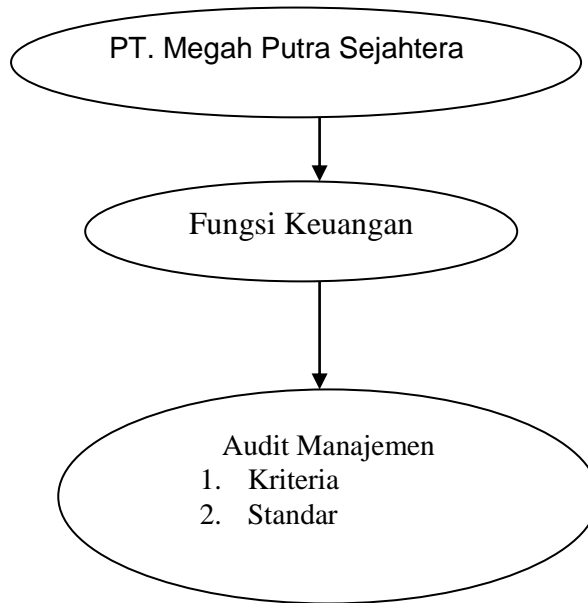 PT. Megah Putra Sejahtera
Fungsi Keuangan
Audit Manajemen
1. Kriteria
2. Standar